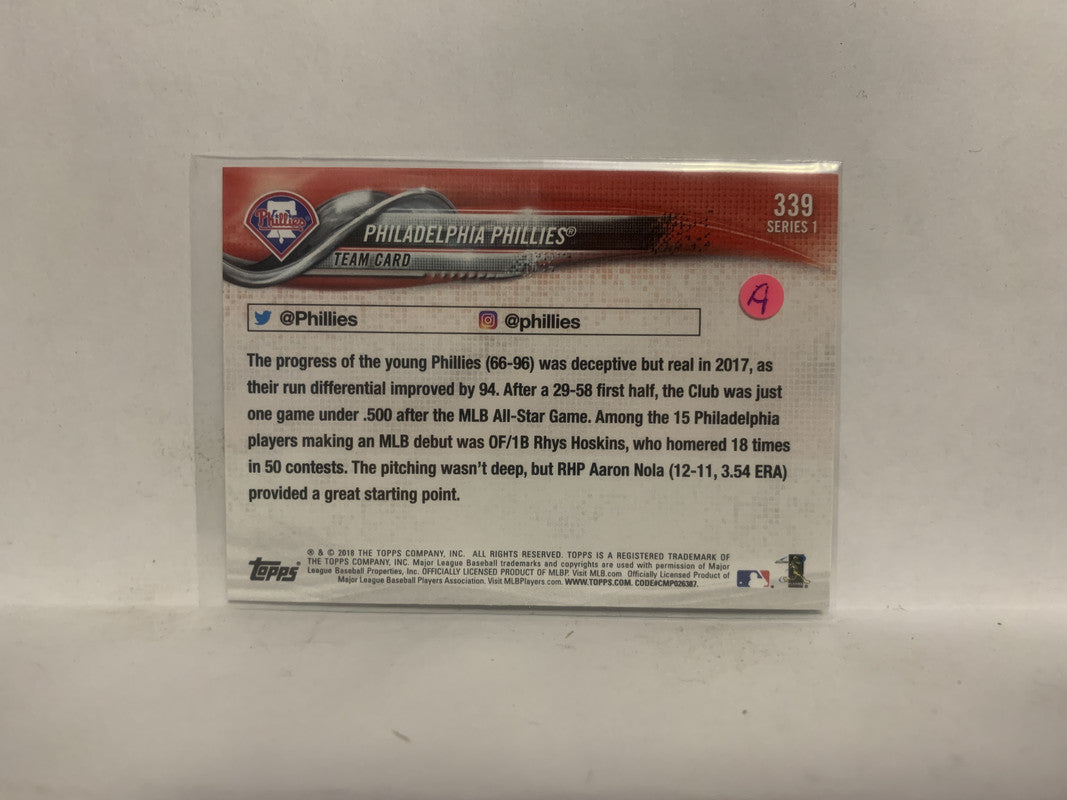 Phillies
PHILADELPHIA PHILLIES®
TEAM CARD
339
SERIES 1
A
@Phillies @phillies
The progress of the young Phillies (66-96) was deceptive but real in 2017, as
their run differential improved by 94. After a 29-58 first half, the Club was just
one game under .500 after the MLB All-Star Game. Among the 15 Philadelphia
players making an MLB debut was OF/1B Rhys Hoskins, who homered 18 times
in 50 contests. The pitching wasn't deep, but RHP Aaron Nola (12-11, 3.54 ERA)
provided a great starting point.
Topps
® & © 2018 THE TOPPS COMPANY, INC. ALL RIGHTS RESERVED. TOPPS IS A REGISTERED TRADEMARK OF
THE TOPPS COMPANY, INC. Major League Baseball trademarks and copyrights are used with permission of Major
League Baseball Properties, Inc. OFFICIALLY LICENSED PRODUCT OF MLBP. Visit MLB.com Officially Licensed Product of
Major League Baseball Players Association. Visit MLBPlayers.com. WWW.TOPPS.COM. CODE#CMP026387.